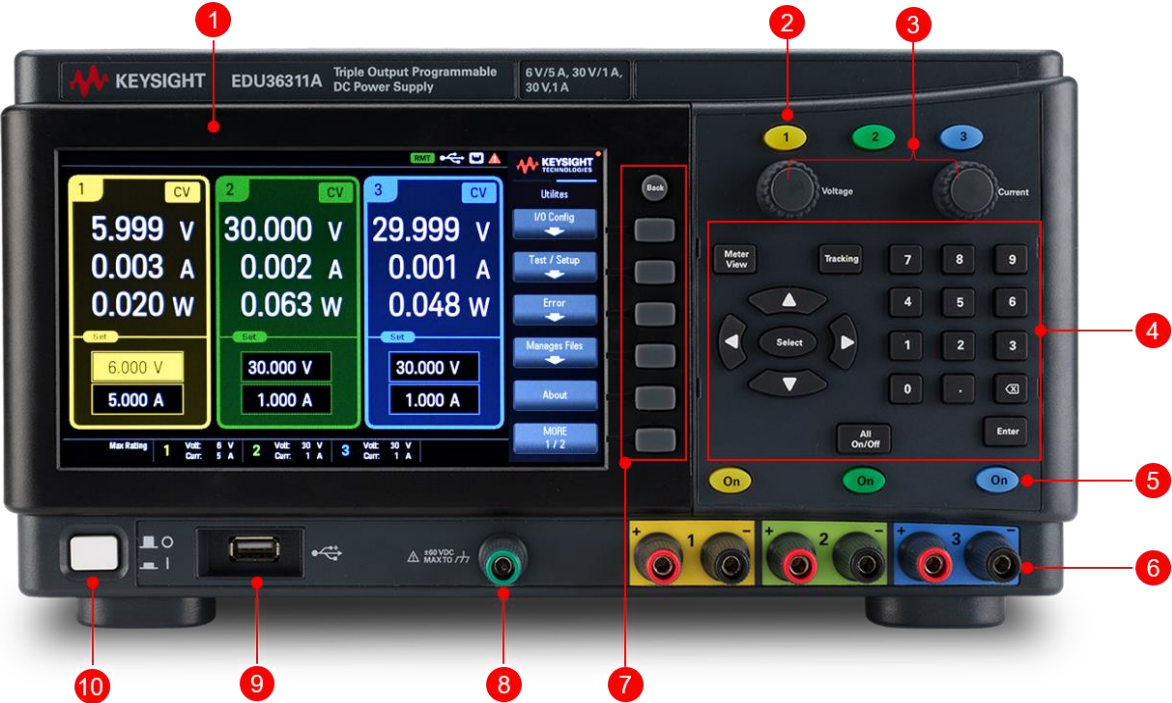 1
2
3
KEYSIGHT EDU36311A Triple Output Programmable DC Power Supply
6V/5A, 30V/1A, 30V,1A
1 2 3
Voltage
Current
RMT
KEYSIGHT TECHNOLOGIES
Utilites
I/O Config
Test / Setup
Error
Manages Files
About
MORE
1 / 2
1 CV
5.999 V
0.003 A
0.020 W
Set
6.000 V
5.000 A
2 CV
30.000 V
0.002 A
0.063 W
Set
30.000 V
1.000 A
3 CV
29.999 V
0.001 A
0.048 W
Set
30.000 V
1.000 A
Max Rating 1 Volt: 6 V 2 Volt: 30 V 3 Volt: 30 V
Curr: 5 A Curr: 1 A Curr: 1 A
Back
Meter View
Tracking
7 8 9
4 5 6
Select
1 2 3
0 .
All On/Off
Enter
4
On On On
5
±60 VDC
MAX TO
+ 1 −
+ 2 −
+ 3 −
6
10
9
8
7